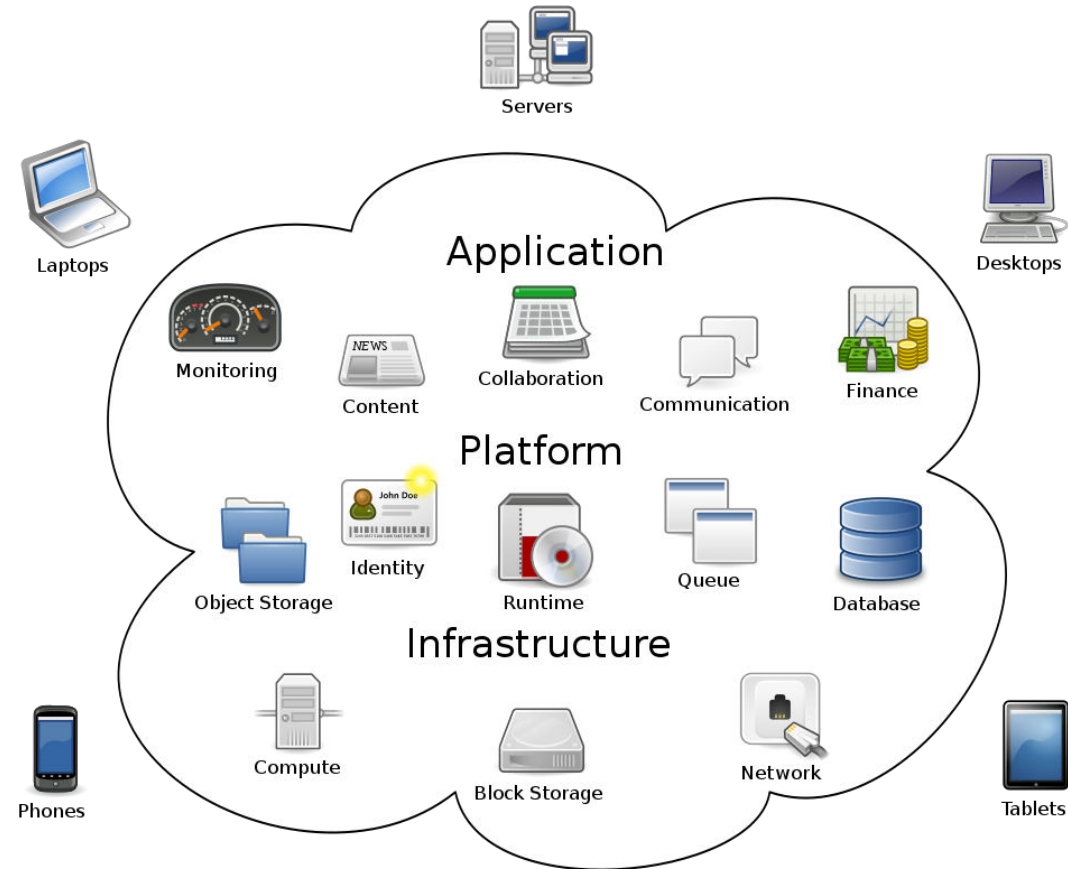 Servers
Laptops
Desktops
Application
Monitoring
NEWS
Content
Collaboration
Communication
Finance
Platform
John Doe
Object Storage
Identity
Runtime
Queue
Database
Infrastructure
Compute
Block Storage
Network
Phones
Tablets